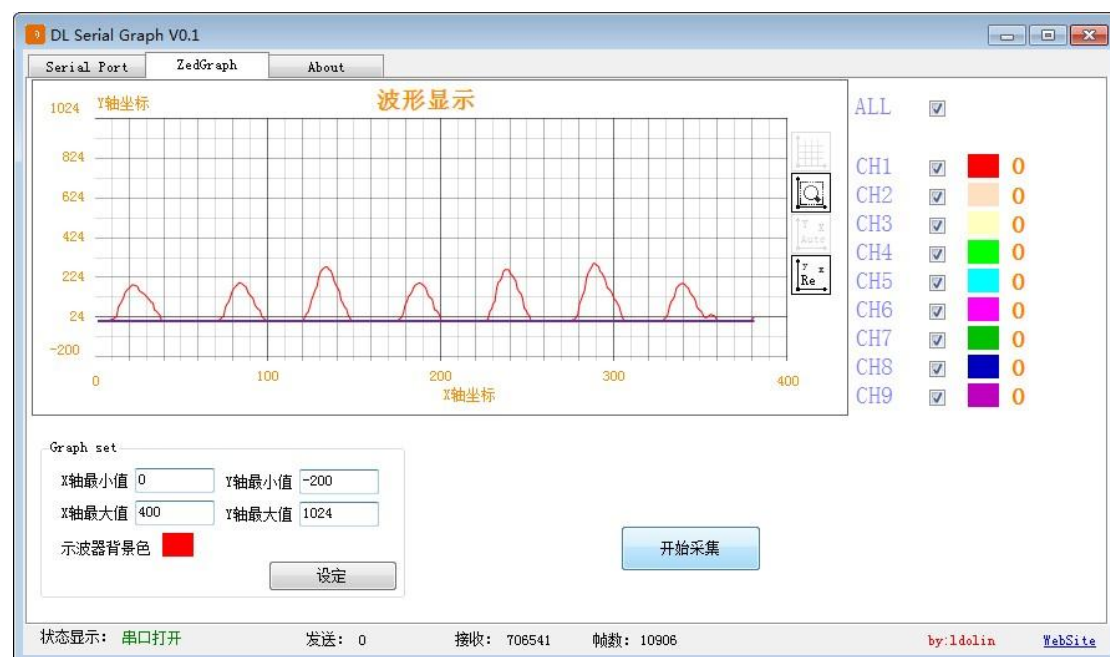 DL Serial Graph V0.1
Serial Port ZedGraph About
波形显示
Y轴坐标
1024
824
624
424
224
24
-200
0 100 200 300 400
X轴坐标
Y X
Auto
Y X
Re
ALL
CH1 0
CH2 0
CH3 0
CH4 0
CH5 0
CH6 0
CH7 0
CH8 0
CH9 0
Graph set
X轴最小值 0 Y轴最小值 -200
X轴最大值 400 Y轴最大值 1024
示波器背景色
设定
开始采集
状态显示： 串口打开 发送： 0 接收： 706541 帧数： 10906 by:ldolin WebSite